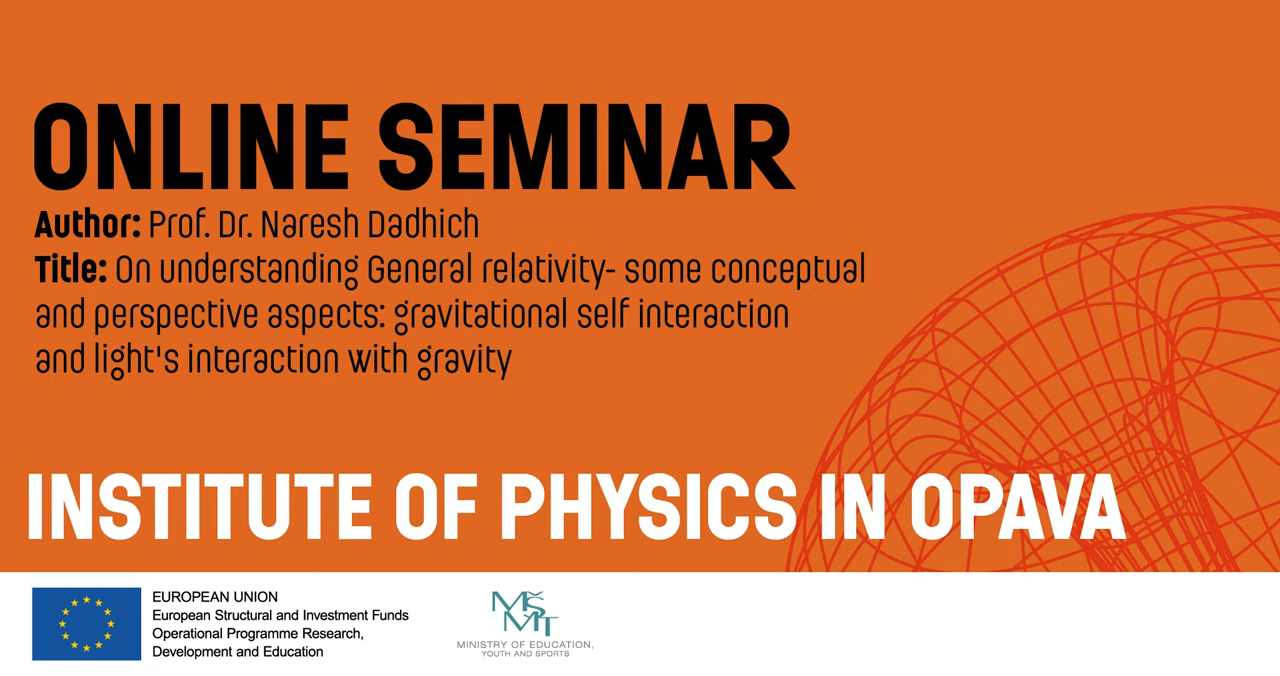 ONLINE SEMINAR
Author: Prof. Dr. Naresh Dadhich
Title: On understanding General relativity- some conceptual
and perspective aspects: gravitational self interaction
and light's interaction with gravity
INSTITUTE OF PHYSICS IN OPAVA
EUROPEAN UNION
European Structural and Investment Funds
Operational Programme Research,
Development and Education
MŠMT
MINISTRY OF EDUCATION,
YOUTH AND SPORTS